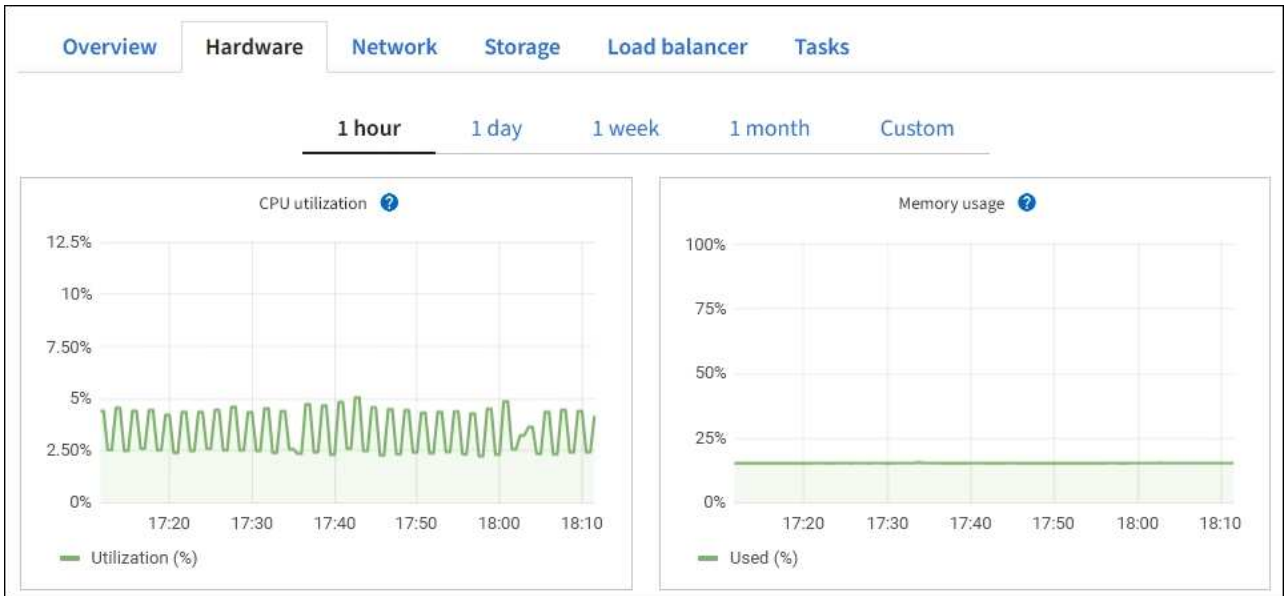 Overview Hardware Network Storage Load balancer Tasks
1 hour 1 day 1 week 1 month Custom
CPU utilization ?
12.5%
10%
7.50%
5%
2.50%
0%
17:20 17:30 17:40 17:50 18:00 18:10
Utilization (%)
Memory usage ?
100%
75%
50%
25%
0%
17:20 17:30 17:40 17:50 18:00 18:10
Used (%)